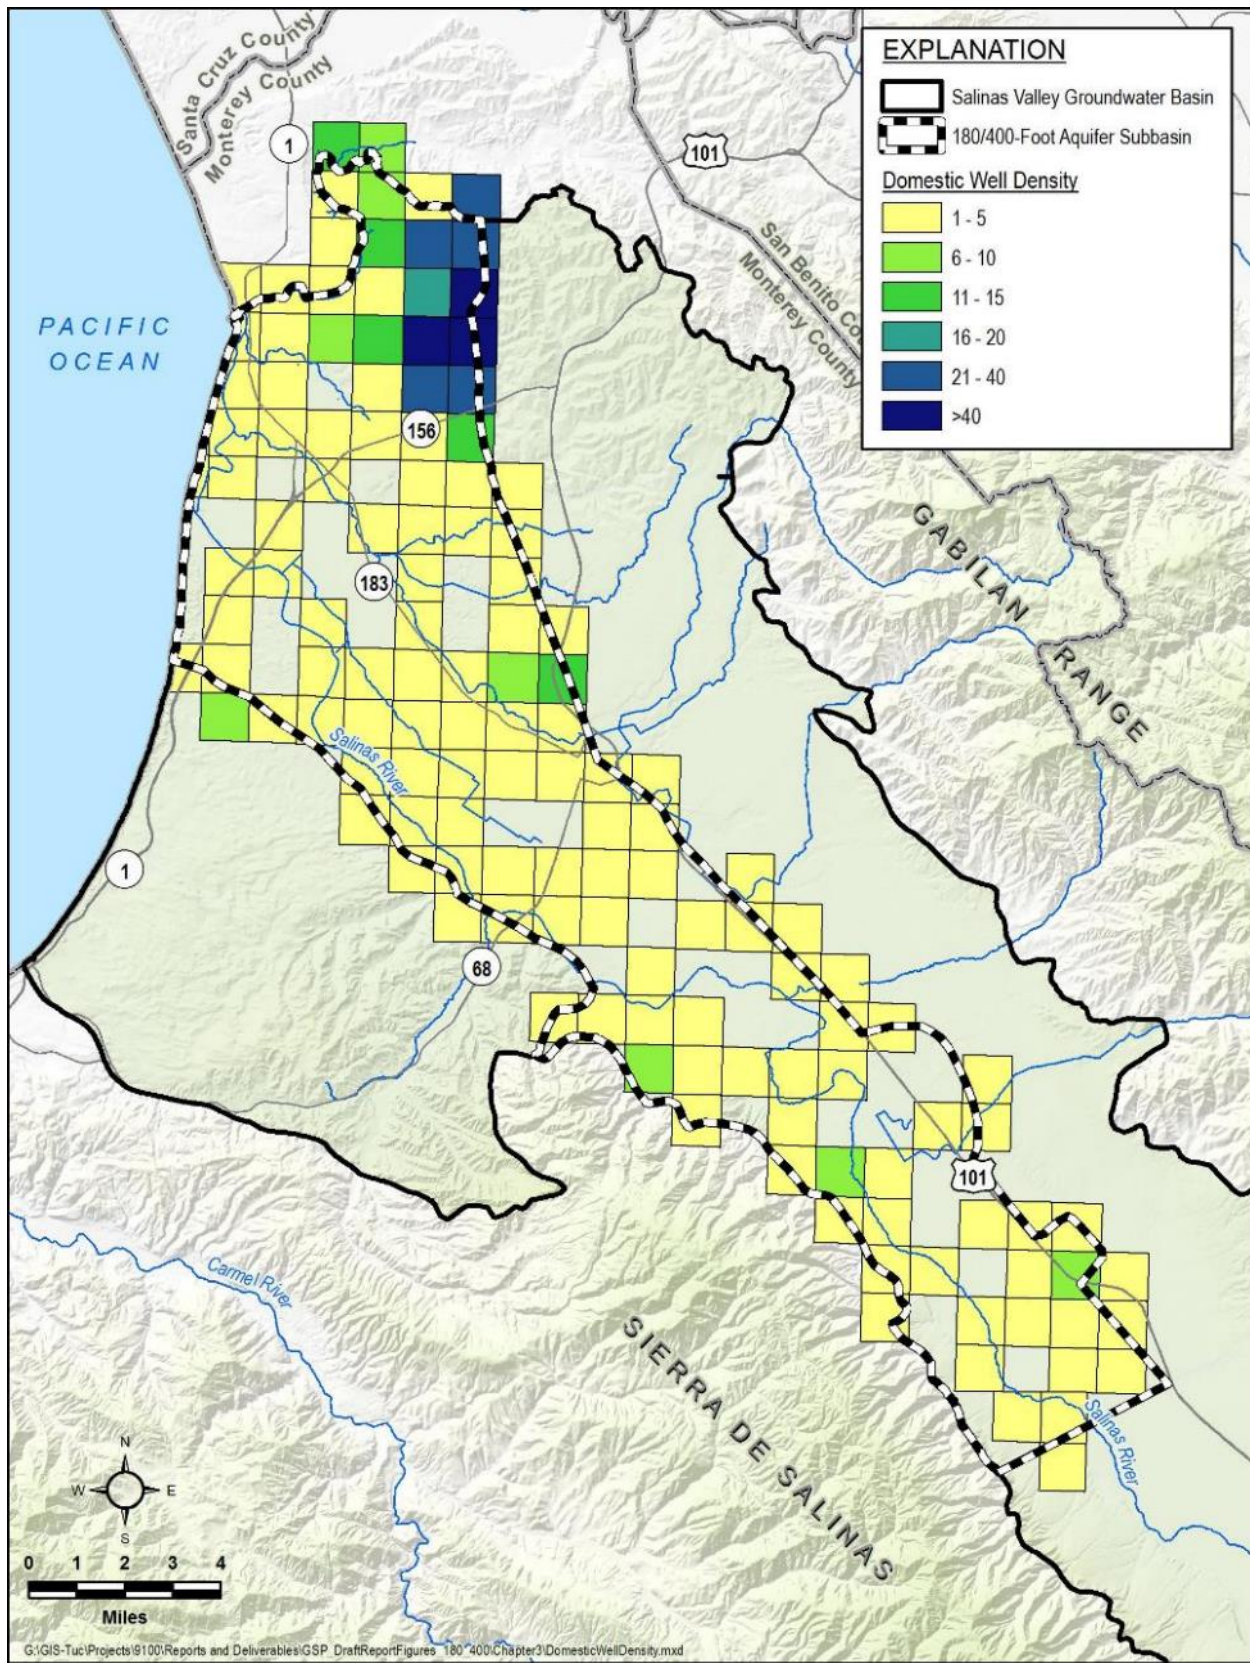 Santa Cruz County
Monterey County
1
101
EXPLANATION
Salinas Valley Groundwater Basin
180/400-Foot Aquifer Subbasin
Domestic Well Density
1 - 5
6 - 10
11 - 15
16 - 20
21 - 40
>40
San Benito Co
Monterey County
PACIFIC
OCEAN
156
183
GABILAN
RANGE
Salinas River
1
68
101
Carmel River
SIERRA DE SALINAS
Salinas River
N
W E
S
0 1 2 3 4
Miles
G:\GIS-Tuc\Projects\9100\Reports and Deliverables\GSP_DraftReportFigures_180_400\Chapter3\DomesticWellDensity.mxd